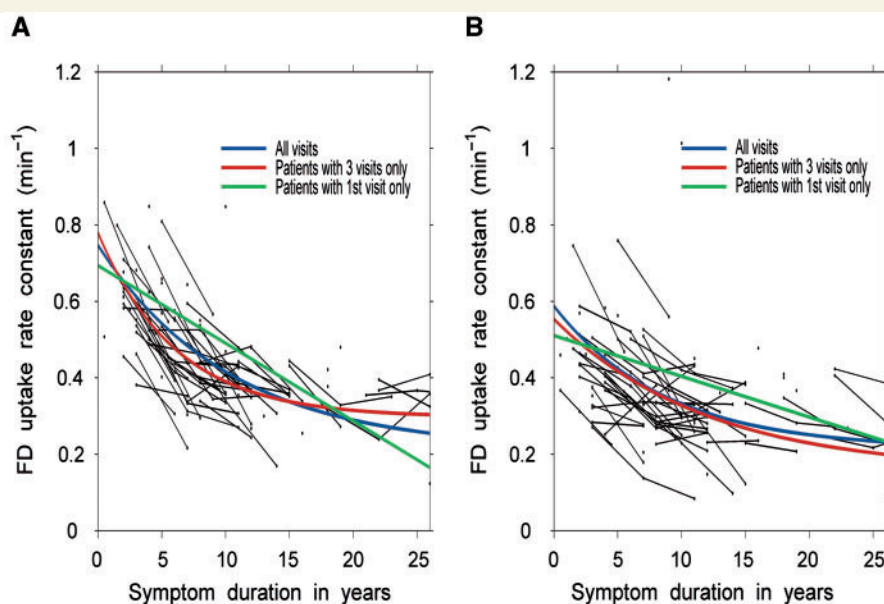 A
FD uptake rate constant (min⁻¹)
1.2
1
0.8
0.6
0.4
0.2
0
All visits
Patients with 3 visits only
Patients with 1st visit only
0 5 10 15 20 25
Symptom duration in years
B
FD uptake rate constant (min⁻¹)
1.2
1
0.8
0.6
0.4
0.2
0
All visits
Patients with 3 visits only
Patients with 1st visit only
0 5 10 15 20 25
Symptom duration in years